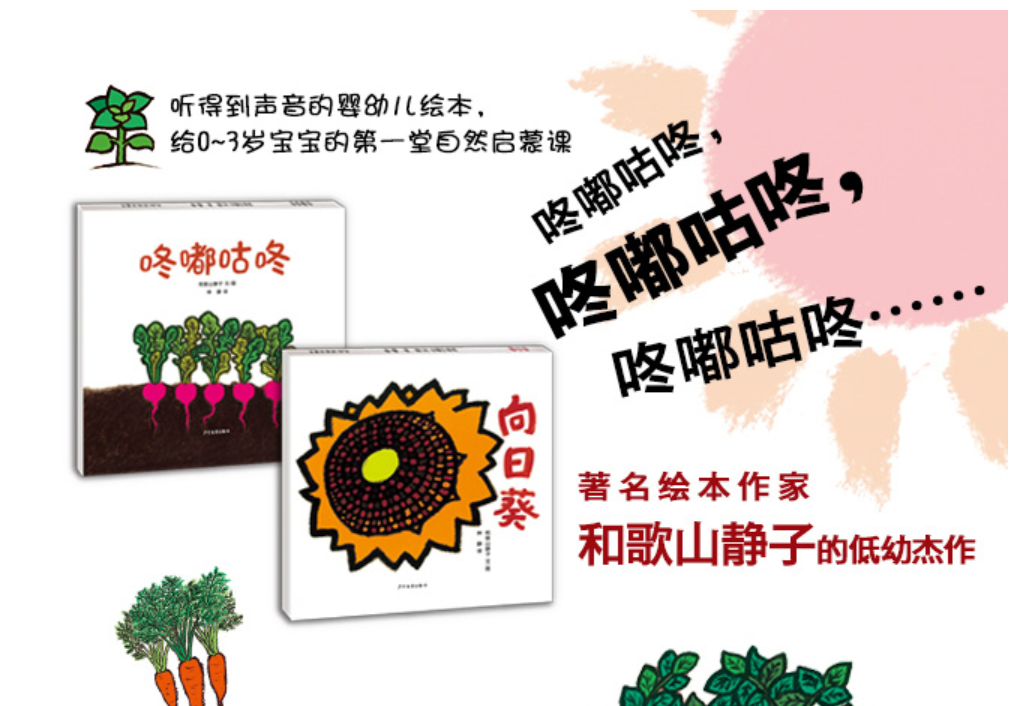 听得到声音的婴幼儿绘本，
给0~3岁宝宝的第一堂自然启蒙课
咚嘟咕咚，
咚嘟咕咚，
咚嘟咕咚……
咚嘟咕咚
向日葵
著名绘本作家
和歌山静子的低幼杰作